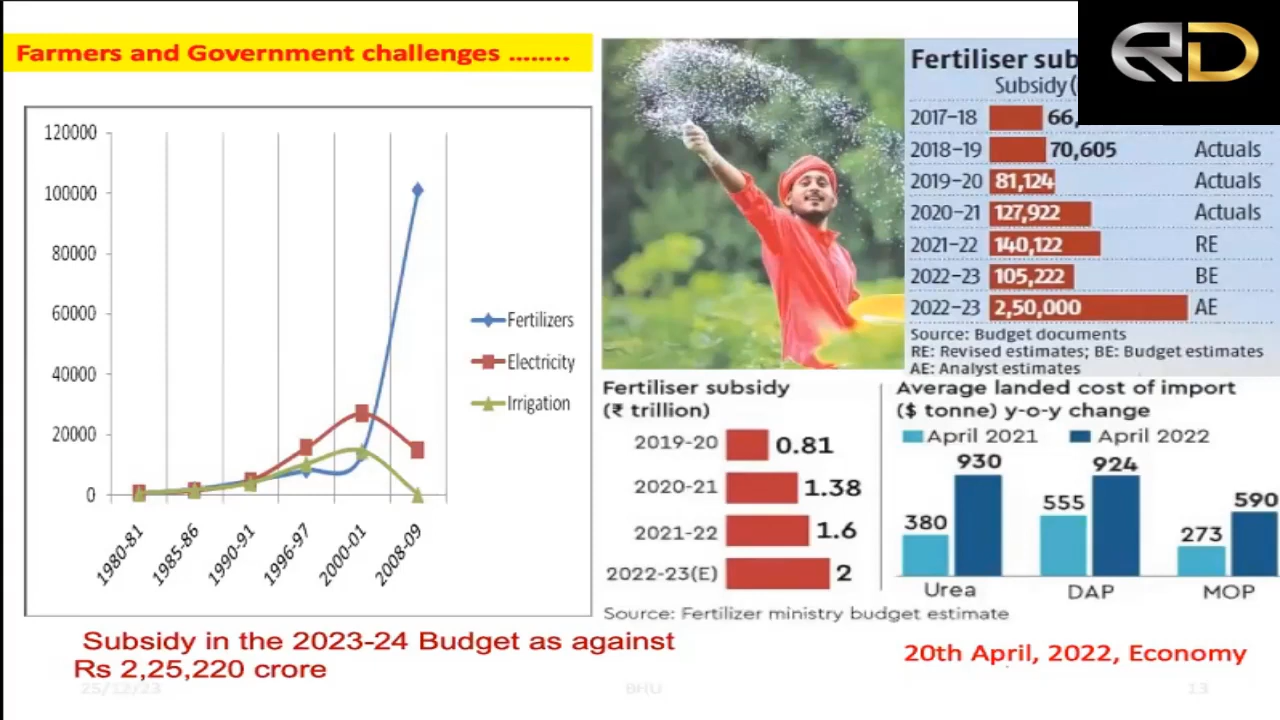 Farmers and Government challenges ........
120000
100000
80000
60000
40000
20000
0
1980-81
1985-86
1990-91
1996-97
2000-01
2008-09
Fertilizers
Electricity
Irrigation
Fertiliser
Subsidy
2017-18 66,
2018-19 70,605 Actuals
2019-20 81,124 Actuals
2020-21 127,922 Actuals
2021-22 140,122 RE
2022-23 105,222 BE
2022-23 2,50,000 AE
Source: Budget documents
RE: Revised estimates; BE: Budget estimates
AE: Analyst estimates
Fertiliser subsidy
(₹ trillion)
2019-20 0.81
2020-21 1.38
2021-22 1.6
2022-23(E) 2
Average landed cost of import
($ tonne) y-o-y change
April 2021 April 2022
380 930 555 924 273 590
Urea DAP MOP
Source: Fertilizer ministry budget estimate
Subsidy in the 2023-24 Budget as against
Rs 2,25,220 crore
20th April, 2022, Economy
25/12/23 BHU 13
RD